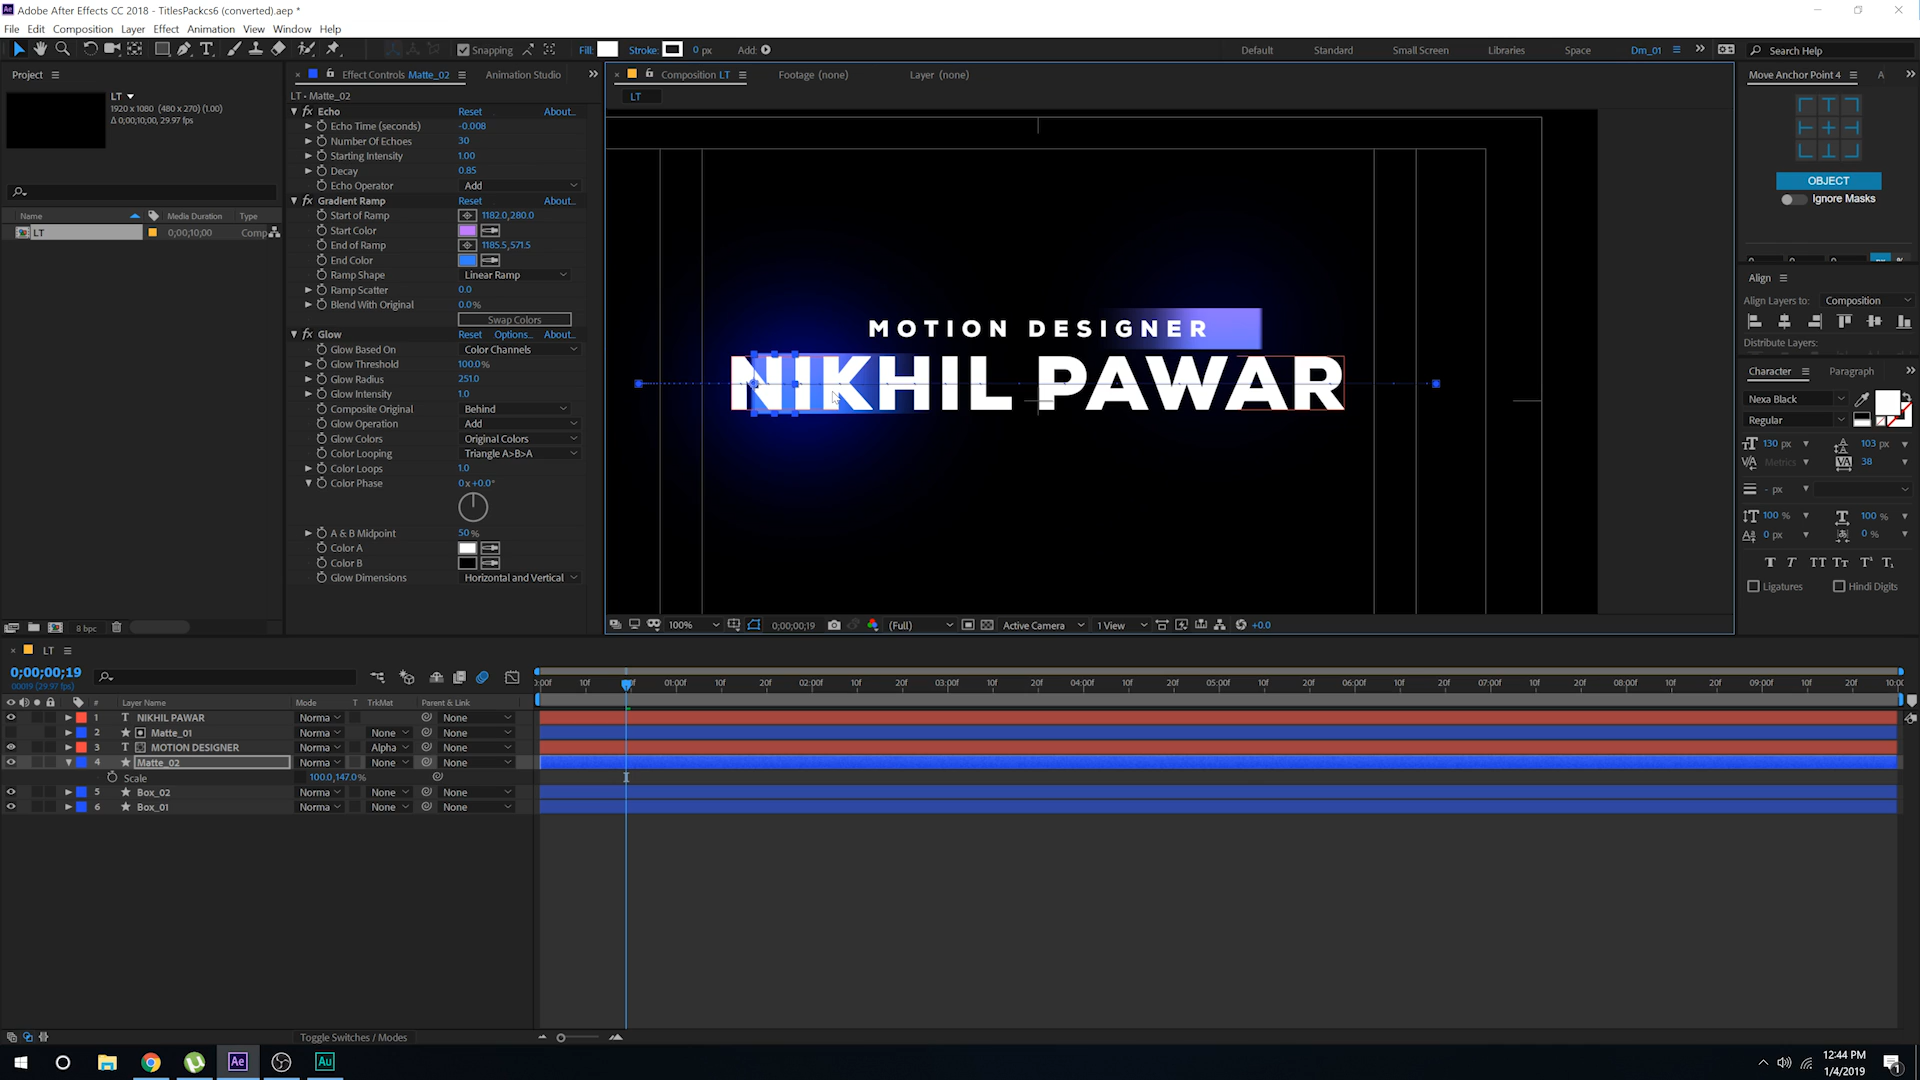 Adobe After Effects CC 2018 - TitlesPackcs6 (converted).aep *
File Edit Composition Layer Effect Animation View Window Help
Snapping Fill: Stroke: 0 px Add: Default Standard Small Screen Libraries Space Dm_01 Search Help
Project Effect Controls Matte_02 Animation Studio Composition LT Footage (none) Layer (none) Move Anchor Point 4 A
LT
1920 x 1080 (480 x 270) (1.00)
Δ 0;00;10;00, 29.97 fps
LT - Matte_02
LT
fx Echo Reset About...
Echo Time (seconds) -0.008
Number Of Echoes 30
Starting Intensity 1.00
Decay 0.85
Echo Operator Add
fx Gradient Ramp Reset About...
Start of Ramp 1182.0,280.0
Start Color
End of Ramp 1185.5,571.5
End Color
Ramp Shape Linear Ramp
Ramp Scatter 0.0
Blend With Original 0.0%
Swap Colors
fx Glow Reset Options... About...
Glow Based On Color Channels
Glow Threshold 100.0%
Glow Radius 251.0
Glow Intensity 1.0
Composite Original Behind
Glow Operation Add
Glow Colors Original Colors
Color Looping Triangle A>B>A
Color Loops 1.0
Color Phase 0x+0.0°
A & B Midpoint 50%
Color A
Color B
Glow Dimensions Horizontal and Vertical
Name Media Duration Type
LT 0;00;10;00 Comp
8 bpc
MOTION DESIGNER
NIKHIL PAWAR
100% 0;00;00;19 (Full) Active Camera 1 View +0.0
OBJECT
Ignore Masks
Align
Align Layers to: Composition
Distribute Layers:
Character Paragraph
Nexa Black
Regular
130 px 103 px
Metrics 38
- px
100 % 100 %
0 px 0 %
T T TT Tт T¹ T₁
Ligatures Hindi Digits
LT
0;00;00;19
00019 (29.97 fps)
10f 01:00f 10f 20f 02:00f 10f 20f 03:00f 10f 20f 04:00f 10f 20f 05:00f 10f 20f 06:00f 10f 20f 07:00f 10f 20f 08:00f 10f 20f 09:00f 10f 20f
# Layer Name Mode T TrkMat Parent & Link
1 T NIKHIL PAWAR Norma None
2 Matte_01 Norma None None
3 T MOTION DESIGNER Norma Alpha None
4 Matte_02 Norma None None
Scale 100.0,147.0%
5 Box_02 Norma None None
6 Box_01 Norma None None
Toggle Switches / Modes
Ae Au
12:44 PM
1/4/2019
1